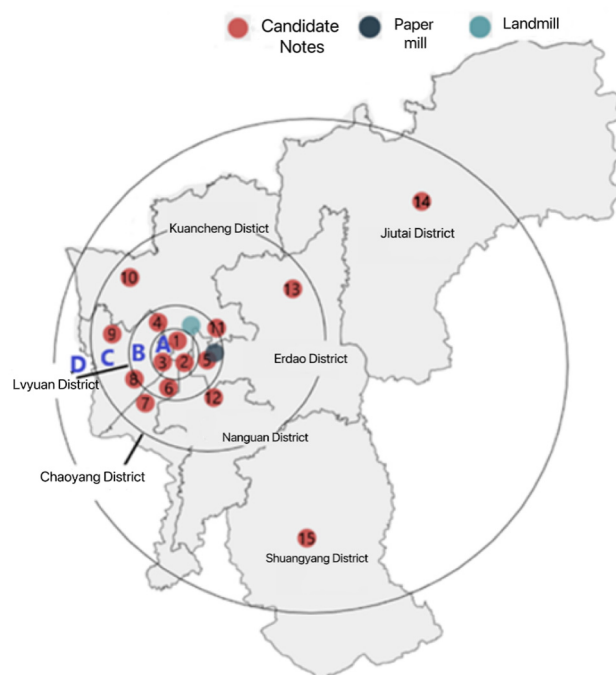 Candidate
Notes
Paper
mill
Landmill
14
Kuancheng Distict
Jiutai District
10
13
4
11
9
1
A
B
C
D
3
2
5
Erdao District
Lvyuan District
8
6
7
12
Nanguan District
Chaoyang District
15
Shuangyang District